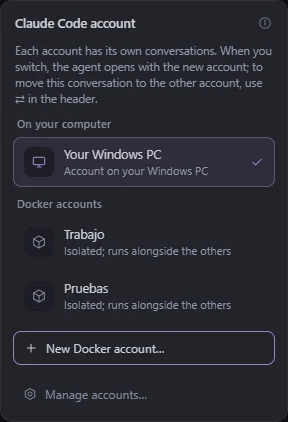 Claude Code account
Each account has its own conversations. When you
switch, the agent opens with the new account; to
move this conversation to the other account, use
⇄ in the header.
On your computer
Your Windows PC
Account on your Windows PC
Docker accounts
Trabajo
Isolated; runs alongside the others
Pruebas
Isolated; runs alongside the others
+ New Docker account...
Manage accounts...